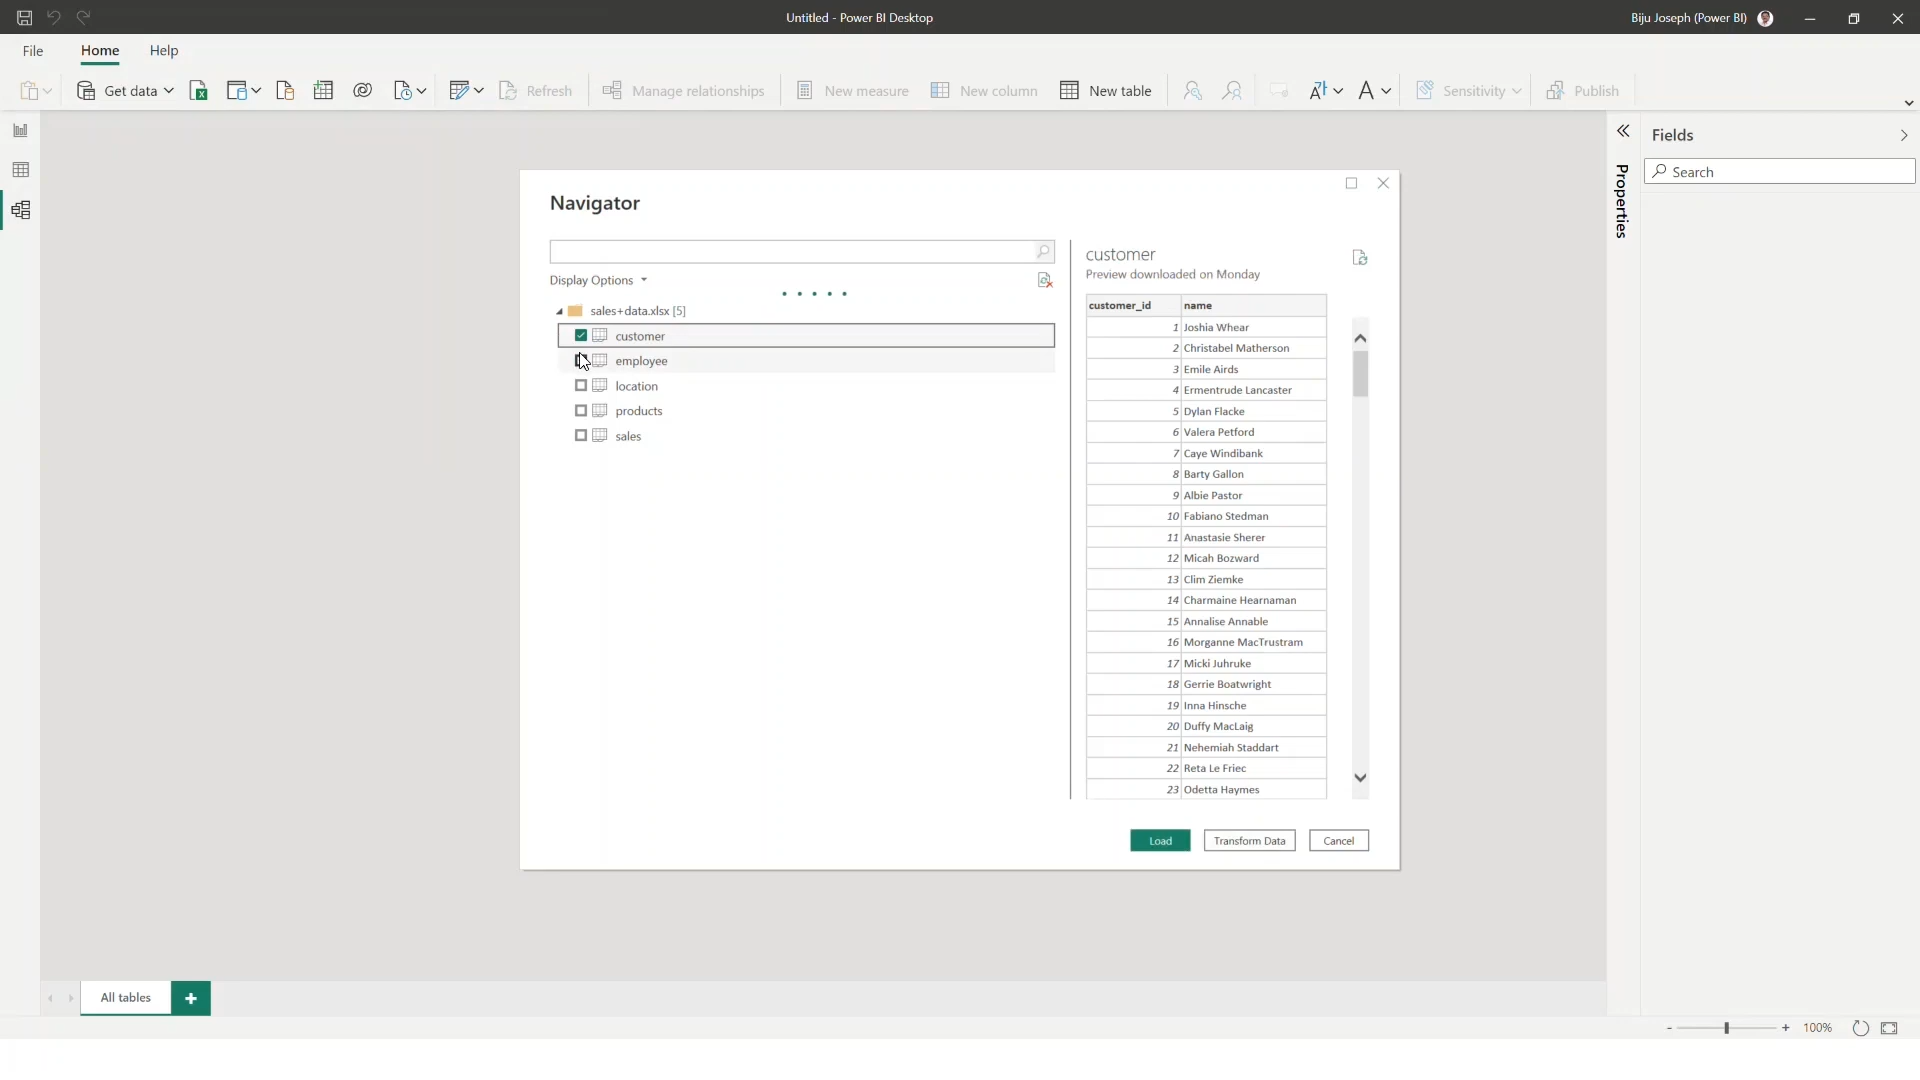 Untitled - Power BI Desktop
Biju Joseph (Power BI)
File
Home
Help
Get data
Refresh
Manage relationships
New measure
New column
New table
Sensitivity
Publish
Fields
Search
Properties
Navigator
Display Options
sales+data.xlsx [5]
customer
employee
location
products
sales
customer
Preview downloaded on Monday
customer_id name
1 Joshia Whear
2 Christabel Matherson
3 Emile Airds
4 Ermentrude Lancaster
5 Dylan Flacke
6 Valera Petford
7 Caye Windibank
8 Barty Gallon
9 Albie Pastor
10 Fabiano Stedman
11 Anastasie Sherer
12 Micah Bozward
13 Clim Ziemke
14 Charmaine Hearnaman
15 Annalise Annable
16 Morganne MacTrustram
17 Micki Juhruke
18 Gerrie Boatwright
19 Inna Hinsche
20 Duffy MacLaig
21 Nehemiah Staddart
22 Reta Le Friec
23 Odetta Haymes
Load
Transform Data
Cancel
All tables
100%